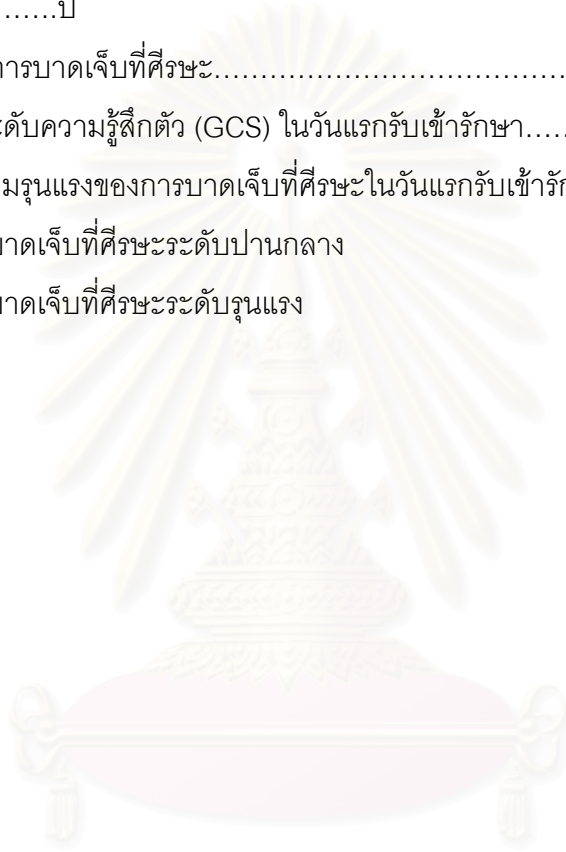 …….ปี
การบาดเจ็บที่ศีรษะ……………………………………
ะดับความรู้สึกตัว (GCS) ในวันแรกรับเข้ารักษา……
มรุนแรงของการบาดเจ็บที่ศีรษะในวันแรกรับเข้ารัก
บาดเจ็บที่ศีรษะระดับปานกลาง
บาดเจ็บที่ศีรษะระดับรุนแรง